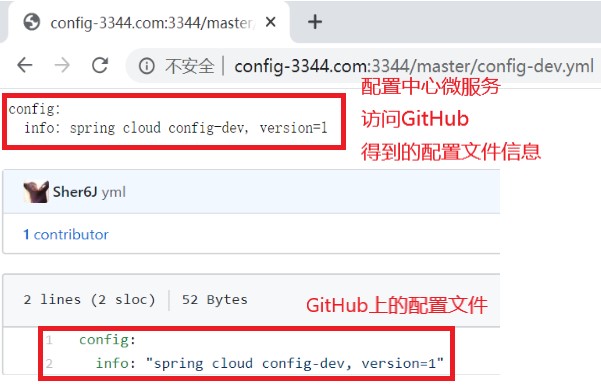 config-3344.com:3344/master/
不安全 config-3344.com:3344/master/config-dev.yml
配置中心微服务
config:
访问GitHub
info: spring cloud config-dev, version=1
得到的配置文件信息
Sher6J yml
1 contributor
2 lines (2 sloc) 52 Bytes
GitHub上的配置文件
1 config:
2 info: "spring cloud config-dev, version=1"